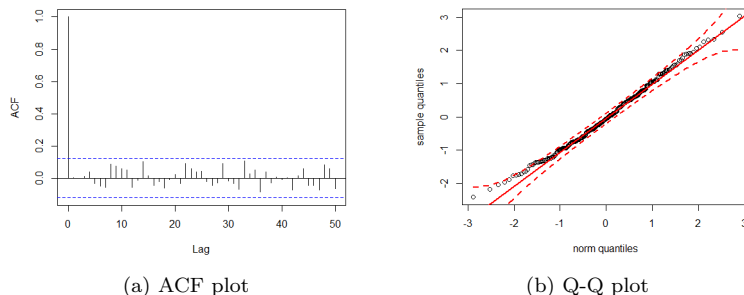 1.0
0.8
0.6
0.4
0.2
0.0
ACF
0 10 20 30 40 50
Lag
(a) ACF plot
3
2
1
0
-1
-2
sample quantiles
-3 -2 -1 0 1 2 3
norm quantiles
(b) Q-Q plot